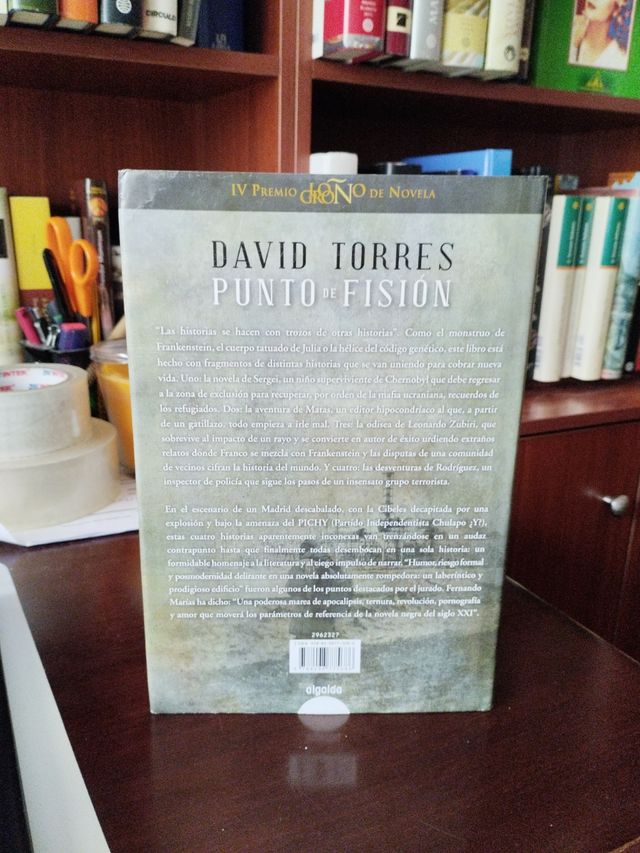 CÍRCULO
IV PREMIO LOGROÑO DE NOVELA
DAVID TORRES
PUNTO DE FISIÓN
"Las historias se hacen con trozos de otras historias". Como el monstruo de
Frankenstein, el cuerpo tatuado de Julia o la hélice del código genético, este libro está
hecho con fragmentos de distintas historias que se van uniendo para cobrar nueva
vida. Uno: la novela de Sergei, un niño superviviente de Chernobyl que debe regresar
a la zona de exclusión para recuperar, por orden de la mafia ucraniana, recuerdos de
los refugiados. Dos: la aventura de Matas, un editor hipocondríaco al que, a partir
de un gatillazo, todo empieza a irle mal. Tres: la odisea de Leonardo Zubiri, que
sobrevive al impacto de un rayo y se convierte en autor de éxito urdiendo extraños
relatos donde Franco se mezcla con Frankenstein y las disputas de una comunidad
de vecinos cifran la historia del mundo. Y cuatro: las desventuras de Rodríguez, un
inspector de policía que sigue los pasos de un insensato grupo terrorista.
En el escenario de un Madrid descabalado, con la Cibeles decapitada por una
explosión y bajo la amenaza del PICHY (Partido Independentista Chulapo ¿Y?),
estas cuatro historias aparentemente inconexas van trenzándose en un audaz
contrapunto hasta que finalmente todas desembocan en una sola historia: un
formidable homenaje a la literatura y al ciego impulso de narrar. "Humor, riesgo formal
y posmodernidad delirante en una novela absolutamente rompedora: un laberíntico y
prodigioso edificio" fueron algunos de los puntos destacados por el jurado. Fernando
Marías ha dicho: "Una poderosa marea de apocalipsis, ternura, revolución, pornografía
y amor que moverá los parámetros de referencia de la novela negra del siglo XXI".
2962327
algaida